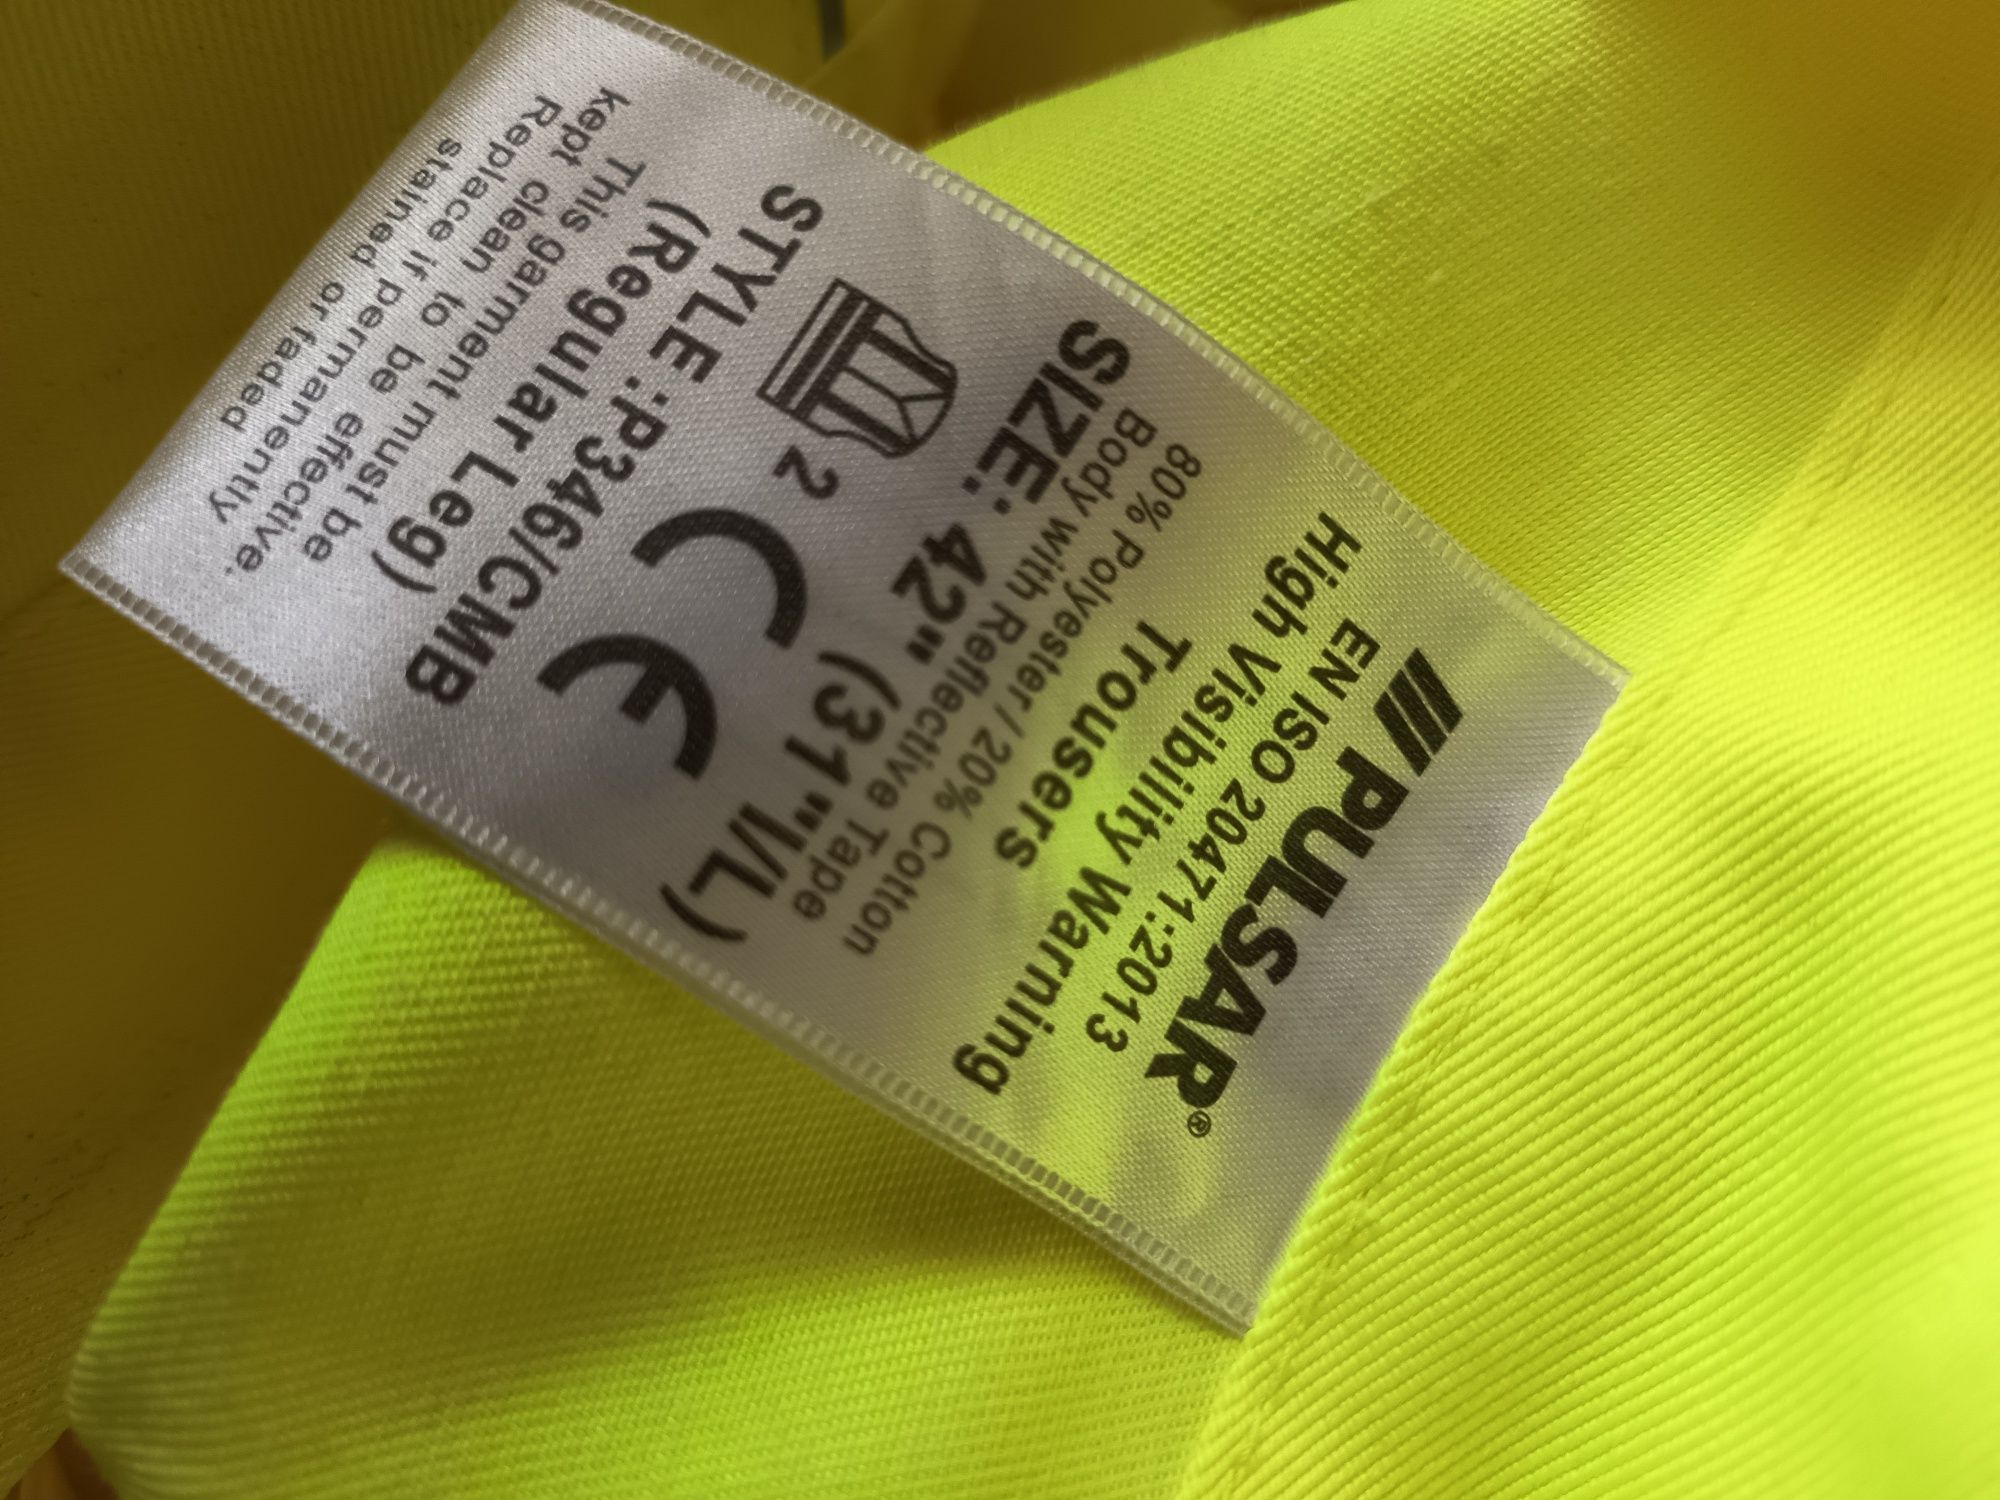 PULSAR®
EN ISO 20471:2013
High Visibility Warning
Trousers
80% Polyester / 20% Cotton
Body with Reflective Tape
SIZE: 42" (31"I/L)
2 CE
STYLE:P346/CMB
(Regular Leg)
This garment must be
kept clean to be effective.
Replace if permanently
stained or faded